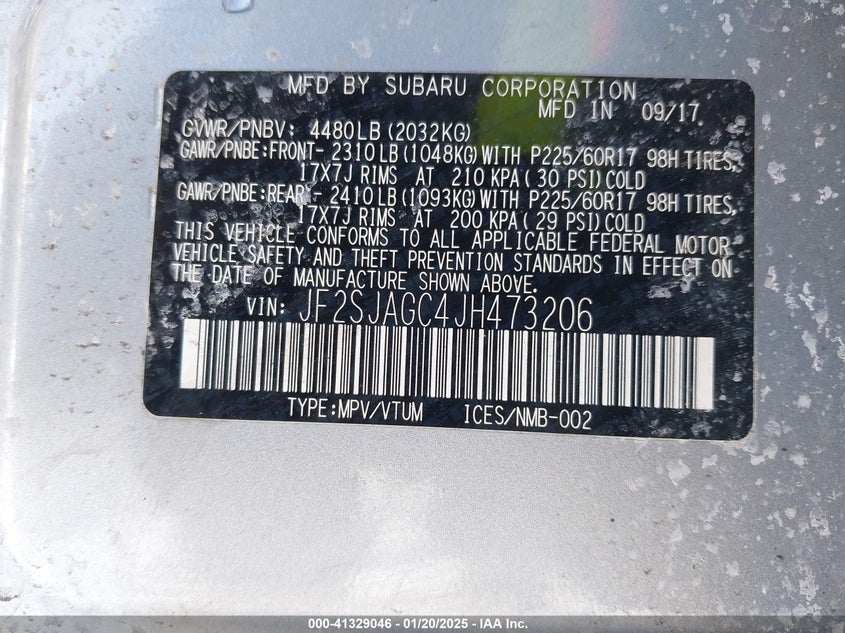 MFD BY SUBARU CORPORATION
MFD IN 09/17
GVWR/PNBV: 4480LB(2032KG)
GAWR/PNBE:FRONT- 2310LB(1048KG)WITH P225/60R17 98H TIRES,
17X7J RIMS AT 210 KPA(30 PSI)COLD
GAWR/PNBE:REAR - 2410LB(1093KG)WITH P225/60R17 98H TIRES,
17X7J RIMS AT 200 KPA(29 PSI)COLD
THIS VEHICLE CONFORMS TO ALL APPLICABLE FEDERAL MOTOR
VEHICLE SAFETY AND THEFT PREVENTION STANDARDS IN EFFECT ON
THE DATE OF MANUFACTURE SHOWN ABOVE.
VIN: JF2SJAGC4JH473206
TYPE:MPV/VTUM ICES/NMB-002
000-41329046 - 01/20/2025 - IAA Inc.